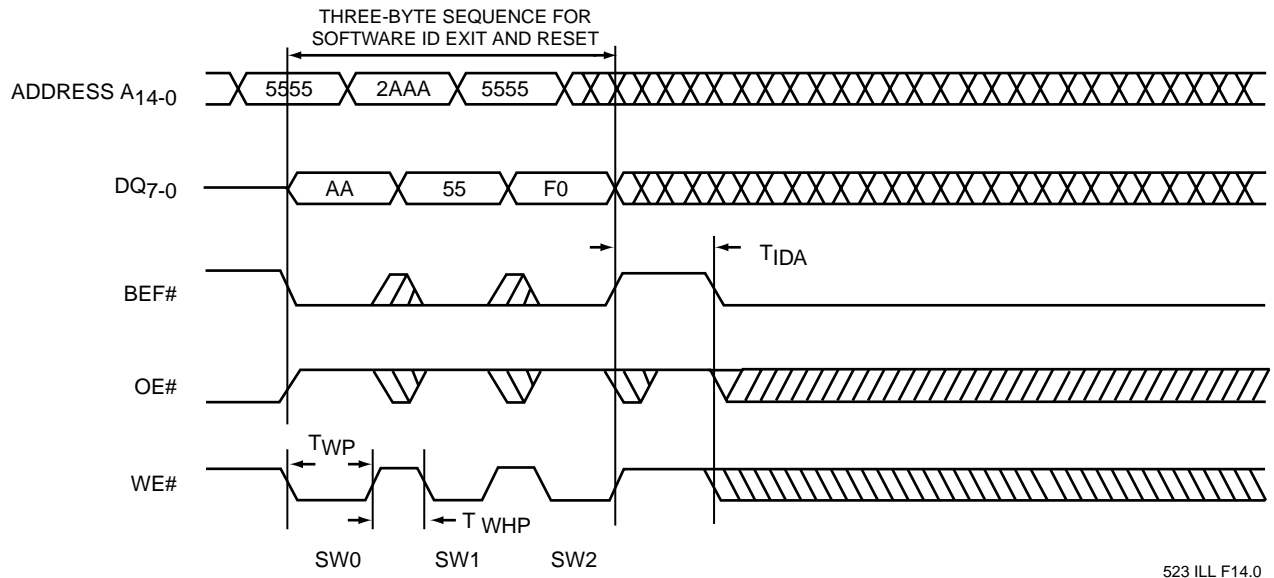 THREE-BYTE SEQUENCE FOR
SOFTWARE ID EXIT AND RESET
ADDRESS A14-0
5555 2AAA 5555
DQ7-0
AA 55 F0
TIDA
BEF#
OE#
TWP
WE#
T WHP
SW0 SW1 SW2
523 ILL F14.0